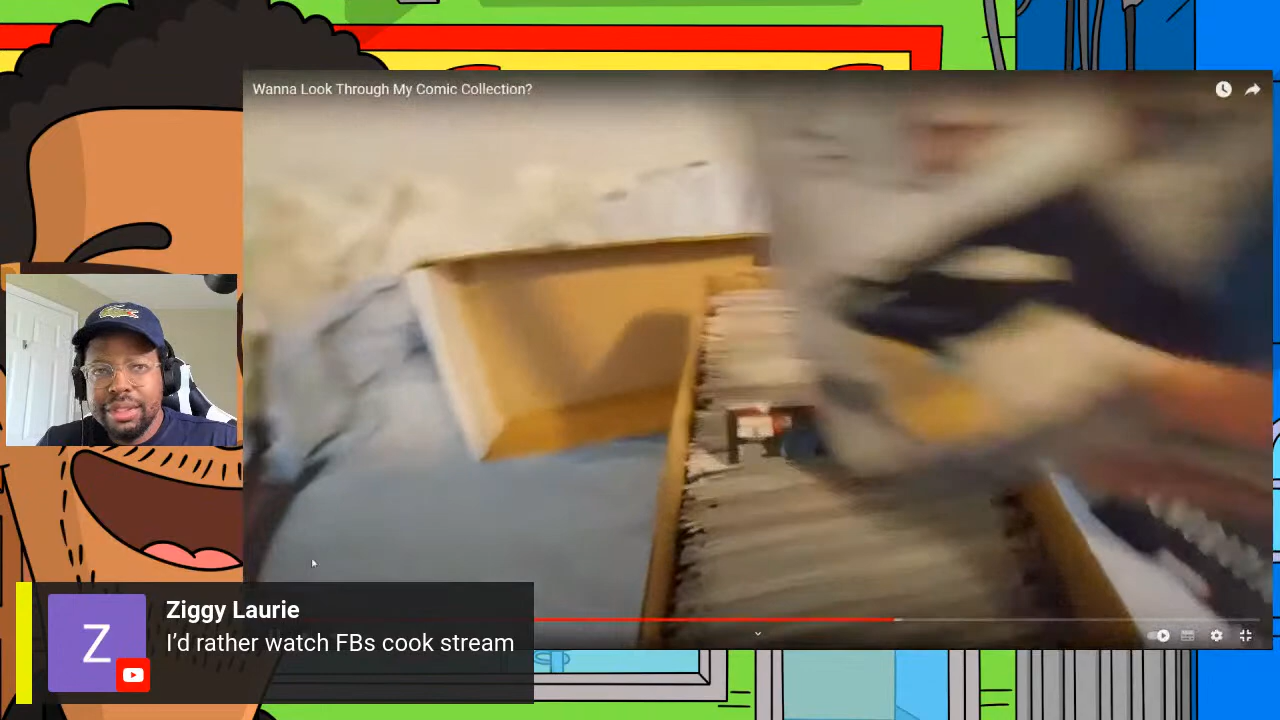 Wanna Look Through My Comic Collection?
Ziggy Laurie
I’d rather watch FBs cook stream
Z